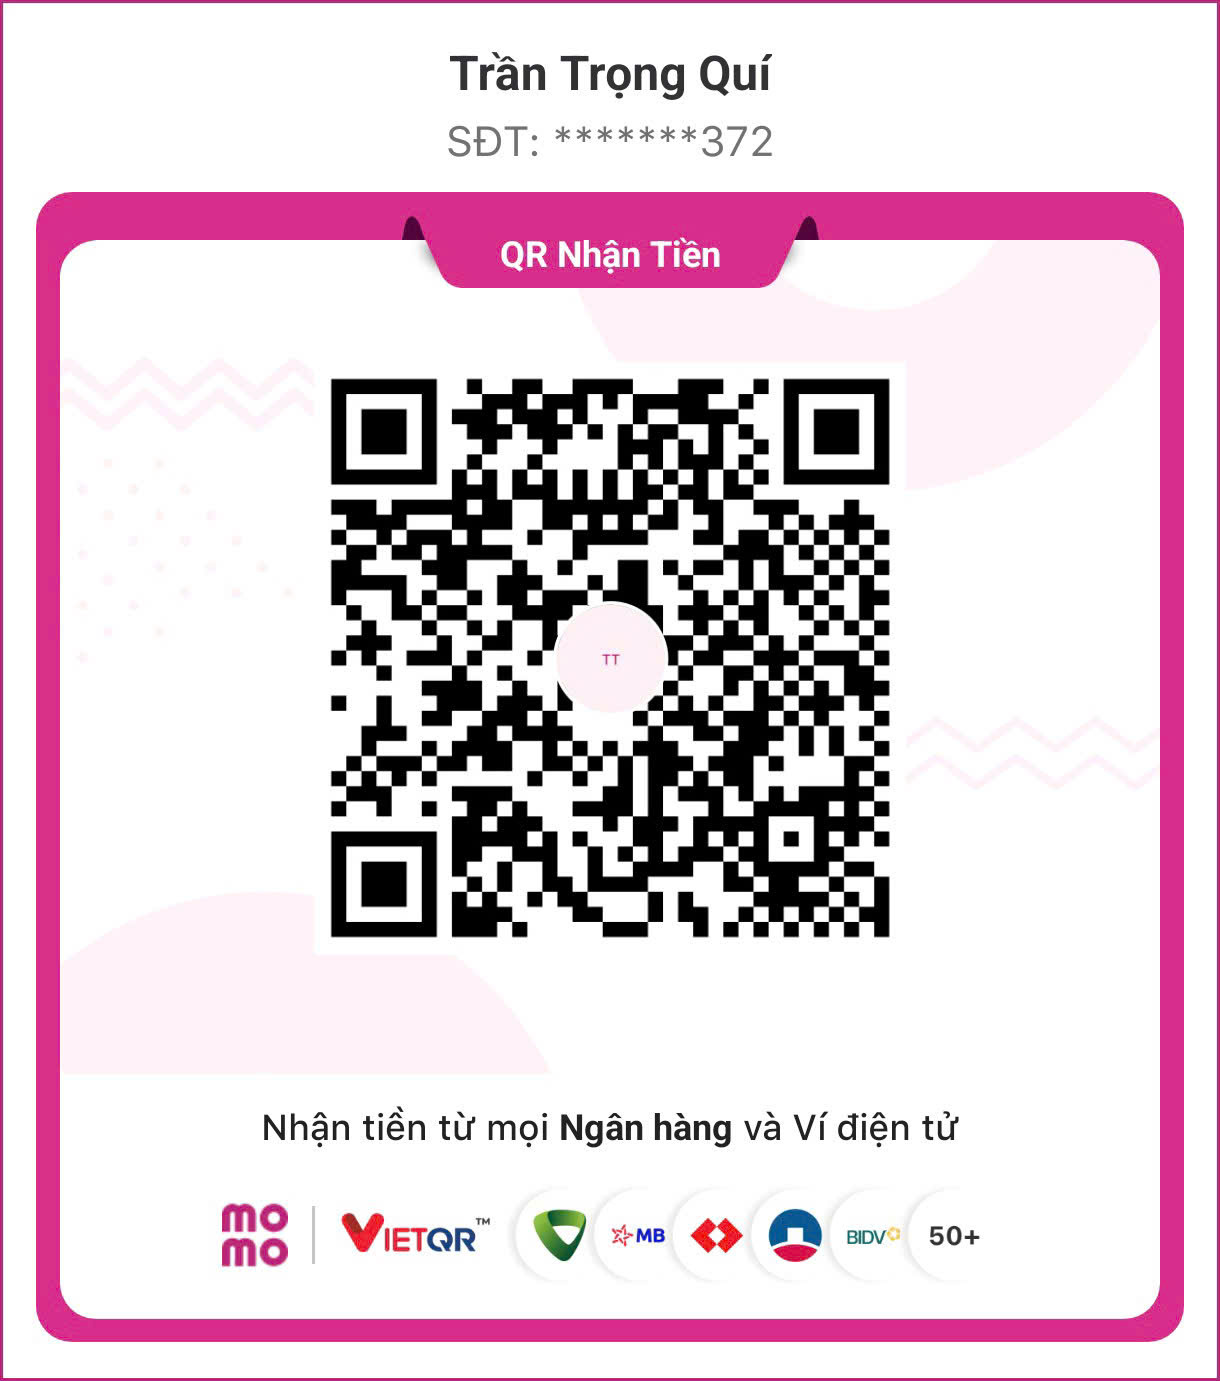 Trần Trọng Quí
SĐT: *******372
QR Nhận Tiền
TT
Nhận tiền từ mọi Ngân hàng và Ví điện tử
mo
mo
VIETQR™
MB
BIDV
50+